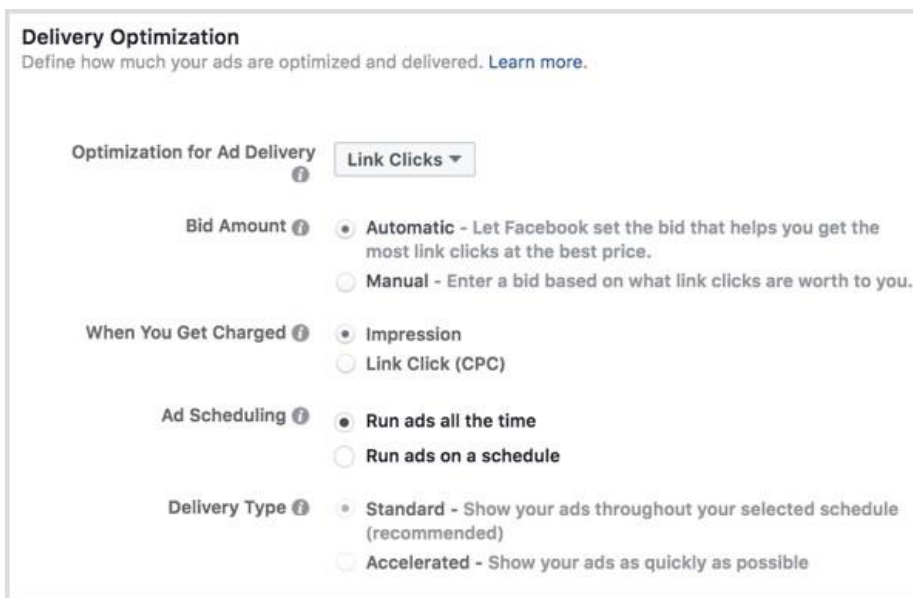 Delivery Optimization
Define how much your ads are optimized and delivered. Learn more.
Optimization for Ad Delivery
Link Clicks
Bid Amount
Automatic - Let Facebook set the bid that helps you get the
most link clicks at the best price.
Manual - Enter a bid based on what link clicks are worth to you.
When You Get Charged
Impression
Link Click (CPC)
Ad Scheduling
Run ads all the time
Run ads on a schedule
Delivery Type
Standard - Show your ads throughout your selected schedule
(recommended)
Accelerated - Show your ads as quickly as possible